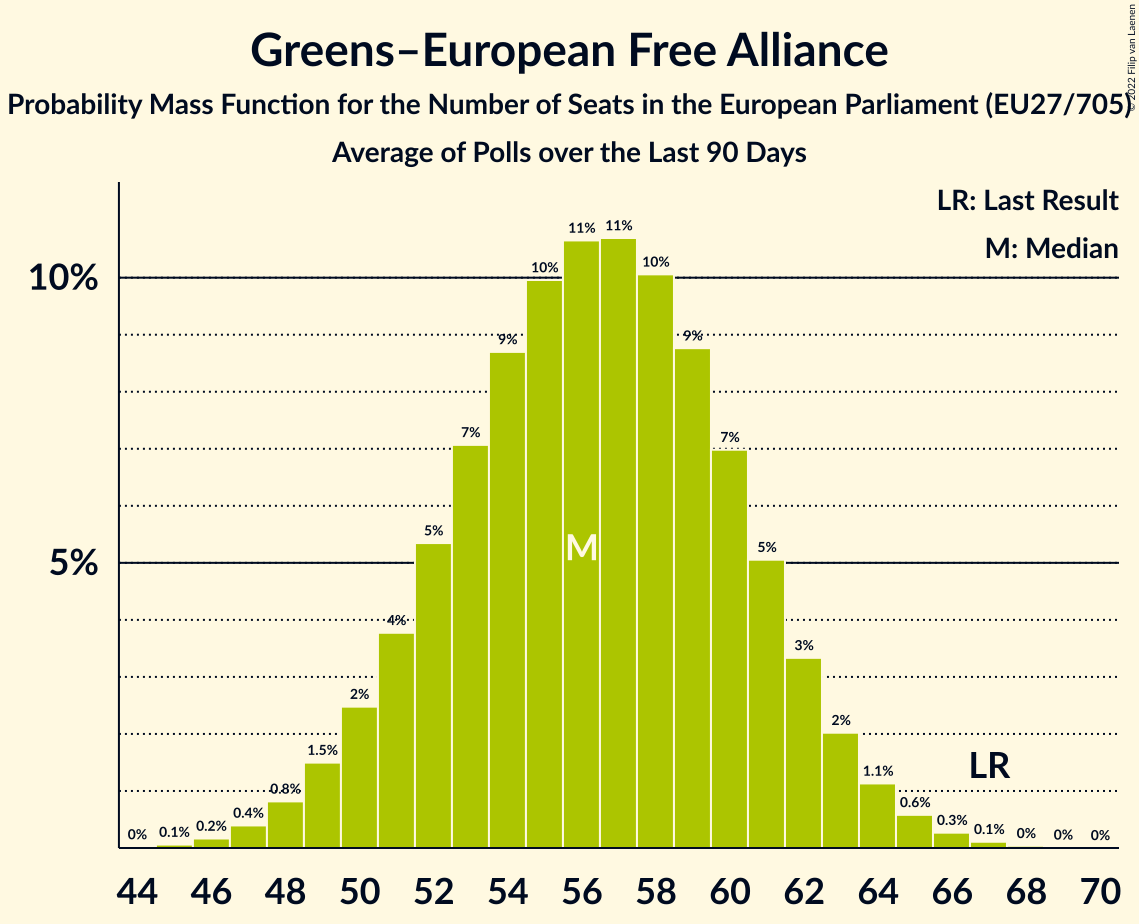 Greens–European Free Alliance
Probability Mass Function for the Number of Seats in the European Parliament (EU27/705)
Average of Polls over the Last 90 Days
© 2022 Filip van Laenen
LR: Last Result
M: Median
10%
5%
0% 0.1% 0.2% 0.4% 0.8% 1.5% 2% 4% 5% 7% 9% 10% 11% 11% 10% 9% 7% 5% 3% 2% 1.1% 0.6% 0.3% 0.1% 0% 0% 0%
M
LR
44 46 48 50 52 54 56 58 60 62 64 66 68 70